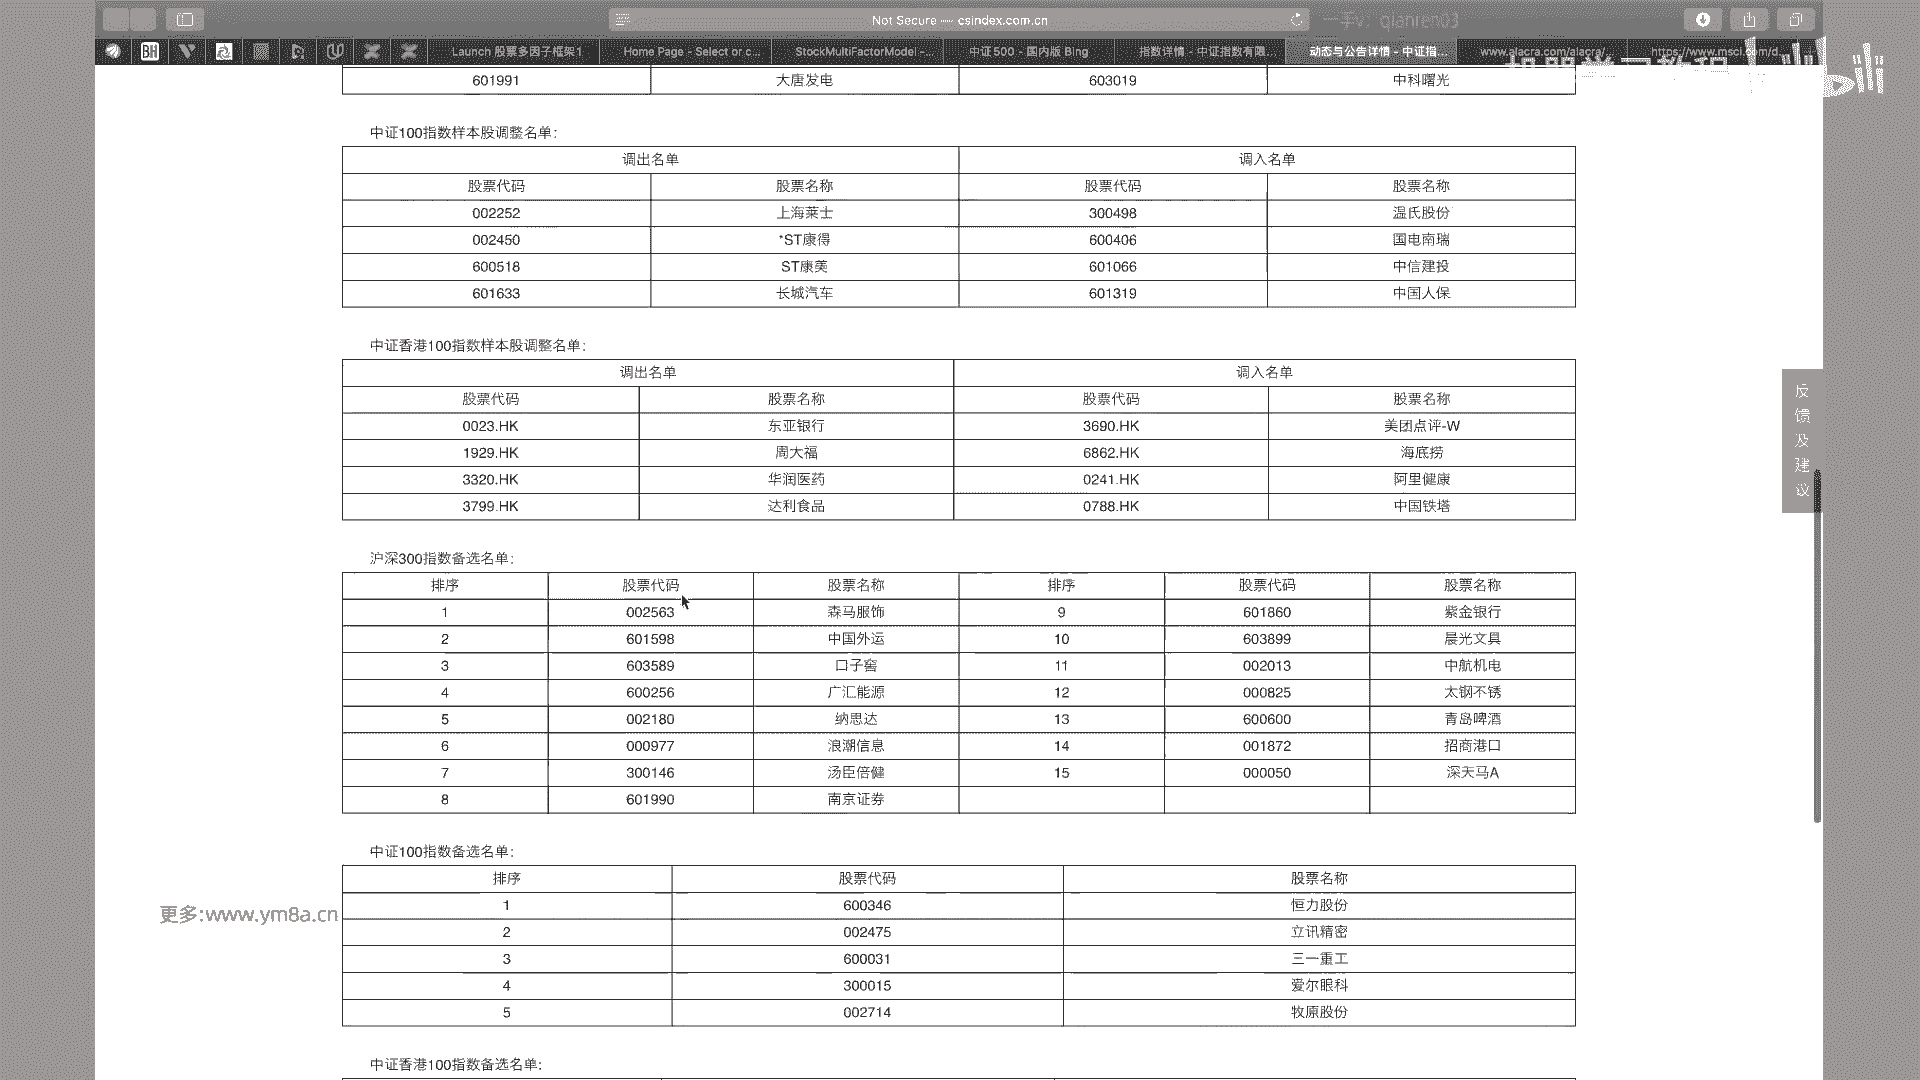 Not Secure — csindex.com.cn
一手v：qianren03
BH
Launch 股票多因子框架1
Home Page - Select or c...
StockMultiFactorModel -...
中证500 - 国内版 Bing
指数详情 - 中证指数有限...
动态与公告详情 - 中证指...
www.alacra.com/alacra/...
https://www.msci.com/d...
601991 大唐发电 603019 中科曙光
中证100指数样本股调整名单：
调出名单 调入名单
股票代码 股票名称 股票代码 股票名称
002252 上海莱士 300498 温氏股份
002450 *ST康得 600406 国电南瑞
600518 ST康美 601066 中信建投
601633 长城汽车 601319 中国人保
中证香港100指数样本股调整名单：
调出名单 调入名单
股票代码 股票名称 股票代码 股票名称
0023.HK 东亚银行 3690.HK 美团点评-W
1929.HK 周大福 6862.HK 海底捞
3320.HK 华润医药 0241.HK 阿里健康
3799.HK 达利食品 0788.HK 中国铁塔
沪深300指数备选名单：
排序 股票代码 股票名称 排序 股票代码 股票名称
1 002563 森马服饰 9 601860 紫金银行
2 601598 中国外运 10 603899 晨光文具
3 603589 口子窖 11 002013 中航机电
4 600256 广汇能源 12 000825 太钢不锈
5 002180 纳思达 13 600600 青岛啤酒
6 000977 浪潮信息 14 001872 招商港口
7 300146 汤臣倍健 15 000050 深天马A
8 601990 南京证券
中证100指数备选名单：
排序 股票代码 股票名称
1 600346 恒力股份
2 002475 立讯精密
3 600031 三一重工
4 300015 爱尔眼科
5 002714 牧原股份
中证香港100指数备选名单：
反馈及建议
更多:www.ym8a.cn